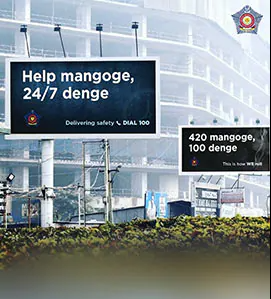 Help mangoge,
24/7 denge
Delivering safety DIAL 100
420 mangoge,
100 denge
This is how WE roll